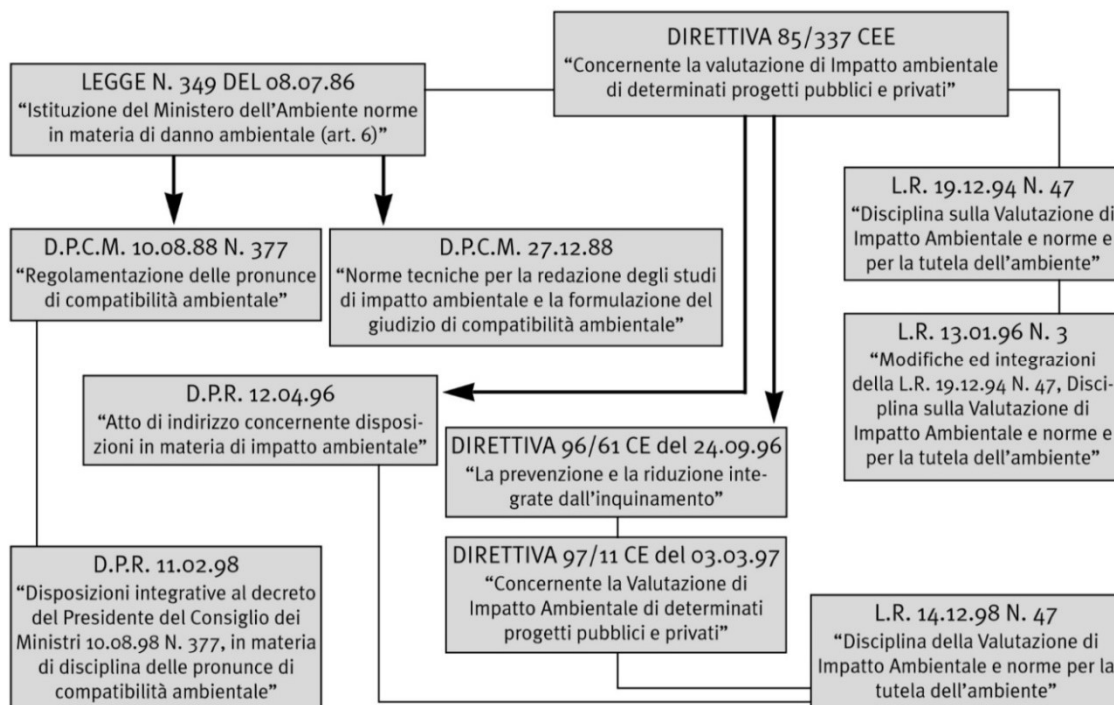 DIRETTIVA 85/337 CEE
“Concernente la valutazione di Impatto ambientale
di determinati progetti pubblici e privati”
LEGGE N. 349 DEL 08.07.86
“Istituzione del Ministero dell’Ambiente norme
in materia di danno ambientale (art. 6)”
L.R. 19.12.94 N. 47
“Disciplina sulla Valutazione di
Impatto Ambientale e norme e
per la tutela dell’ambiente”
D.P.C.M. 10.08.88 N. 377
“Regolamentazione delle pronunce
di compatibilità ambientale”
D.P.C.M. 27.12.88
“Norme tecniche per la redazione degli studi
di impatto ambientale e la formulazione del
giudizio di compatibilità ambientale”
L.R. 13.01.96 N. 3
“Modifiche ed integrazioni
della L.R. 19.12.94 N. 47, Disci-
plina sulla Valutazione di
Impatto Ambientale e norme e
per la tutela dell’ambiente”
D.P.R. 12.04.96
“Atto di indirizzo concernente disposi-
zioni in materia di impatto ambientale”
DIRETTIVA 96/61 CE del 24.09.96
“La prevenzione e la riduzione inte-
grate dall’inquinamento”
D.P.R. 11.02.98
“Disposizioni integrative al decreto
del Presidente del Consiglio dei
Ministri 10.08.98 N. 377, in materia
di disciplina delle pronunce di
compatibilità ambientale”
DIRETTIVA 97/11 CE del 03.03.97
“Concernente la Valutazione di
Impatto Ambientale di determinati
progetti pubblici e privati”
L.R. 14.12.98 N. 47
“Disciplina della Valutazione di
Impatto Ambientale e norme per la
tutela dell’ambiente”